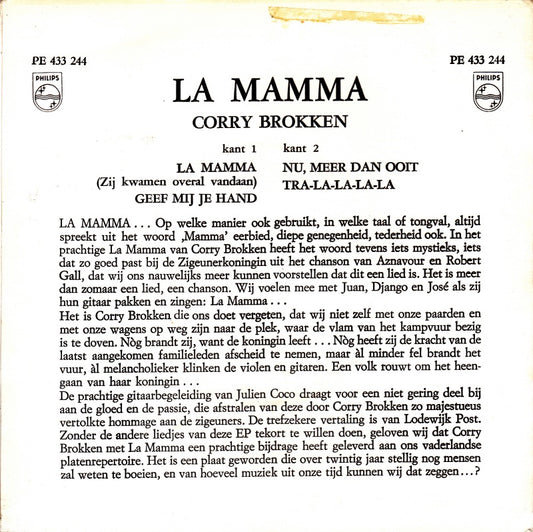 PE 433 244
PE 433 244
PHILIPS
PHILIPS
LA MAMMA
CORRY BROKKEN
kant 1
kant 2
LA MAMMA
(Zij kwamen overal vandaan)
GEEF MIJ JE HAND
NU, MEER DAN OOIT
TRA-LA-LA-LA-LA
LA MAMMA... Op welke manier ook gebruikt, in welke taal of tongval, altijd
spreekt uit het woord ‚Mamma’ eerbied, diepe genegenheid, tederheid ook. In het
prachtige La Mamma van Corry Brokken heeft het woord tevens iets mystieks, iets
dat zo goed past bij de Zigeunerkoningin uit het chanson van Aznavour en Robert
Gall, dat wij ons nauwelijks meer kunnen voorstellen dat dit een lied is. Het is meer
dan zomaar een lied, een chanson. Wij voelen mee met Juan, Django en José als zij
hun gitaar pakken en zingen: La Mamma...
Het is Corry Brokken die ons doet vergeten, dat wij niet zelf met onze paarden en
met onze wagens op weg zijn naar de plek, waar de vlam van het kampvuur bezig
is te doven. Nòg brandt zij, want de koningin leeft... Nòg heeft zij de kracht van de
laatst aangekomen familieleden afscheid te nemen, maar àl minder fel brandt het
vuur, àl melancholieker klinken de violen en gitaren. Een volk rouwt om het heen-
gaan van haar koningin...
De prachtige gitaarbegeleiding van Julien Coco draagt voor een niet gering deel bij
aan de gloed en de passie, die afstralen van deze door Corry Brokken zo majestueus
vertolkte hommage aan de zigeuners. De trefzekere vertaling is van Lodewijk Post.
Zonder de andere liedjes van deze EP tekort te willen doen, geloven wij dat Corry
Brokken met La Mamma een prachtige bijdrage heeft geleverd aan ons vaderlandse
platenrepertoire. Het is een plaat geworden die over twintig jaar stellig nog mensen
zal weten te boeien, en van hoeveel muziek uit onze tijd kunnen wij dat zeggen...?